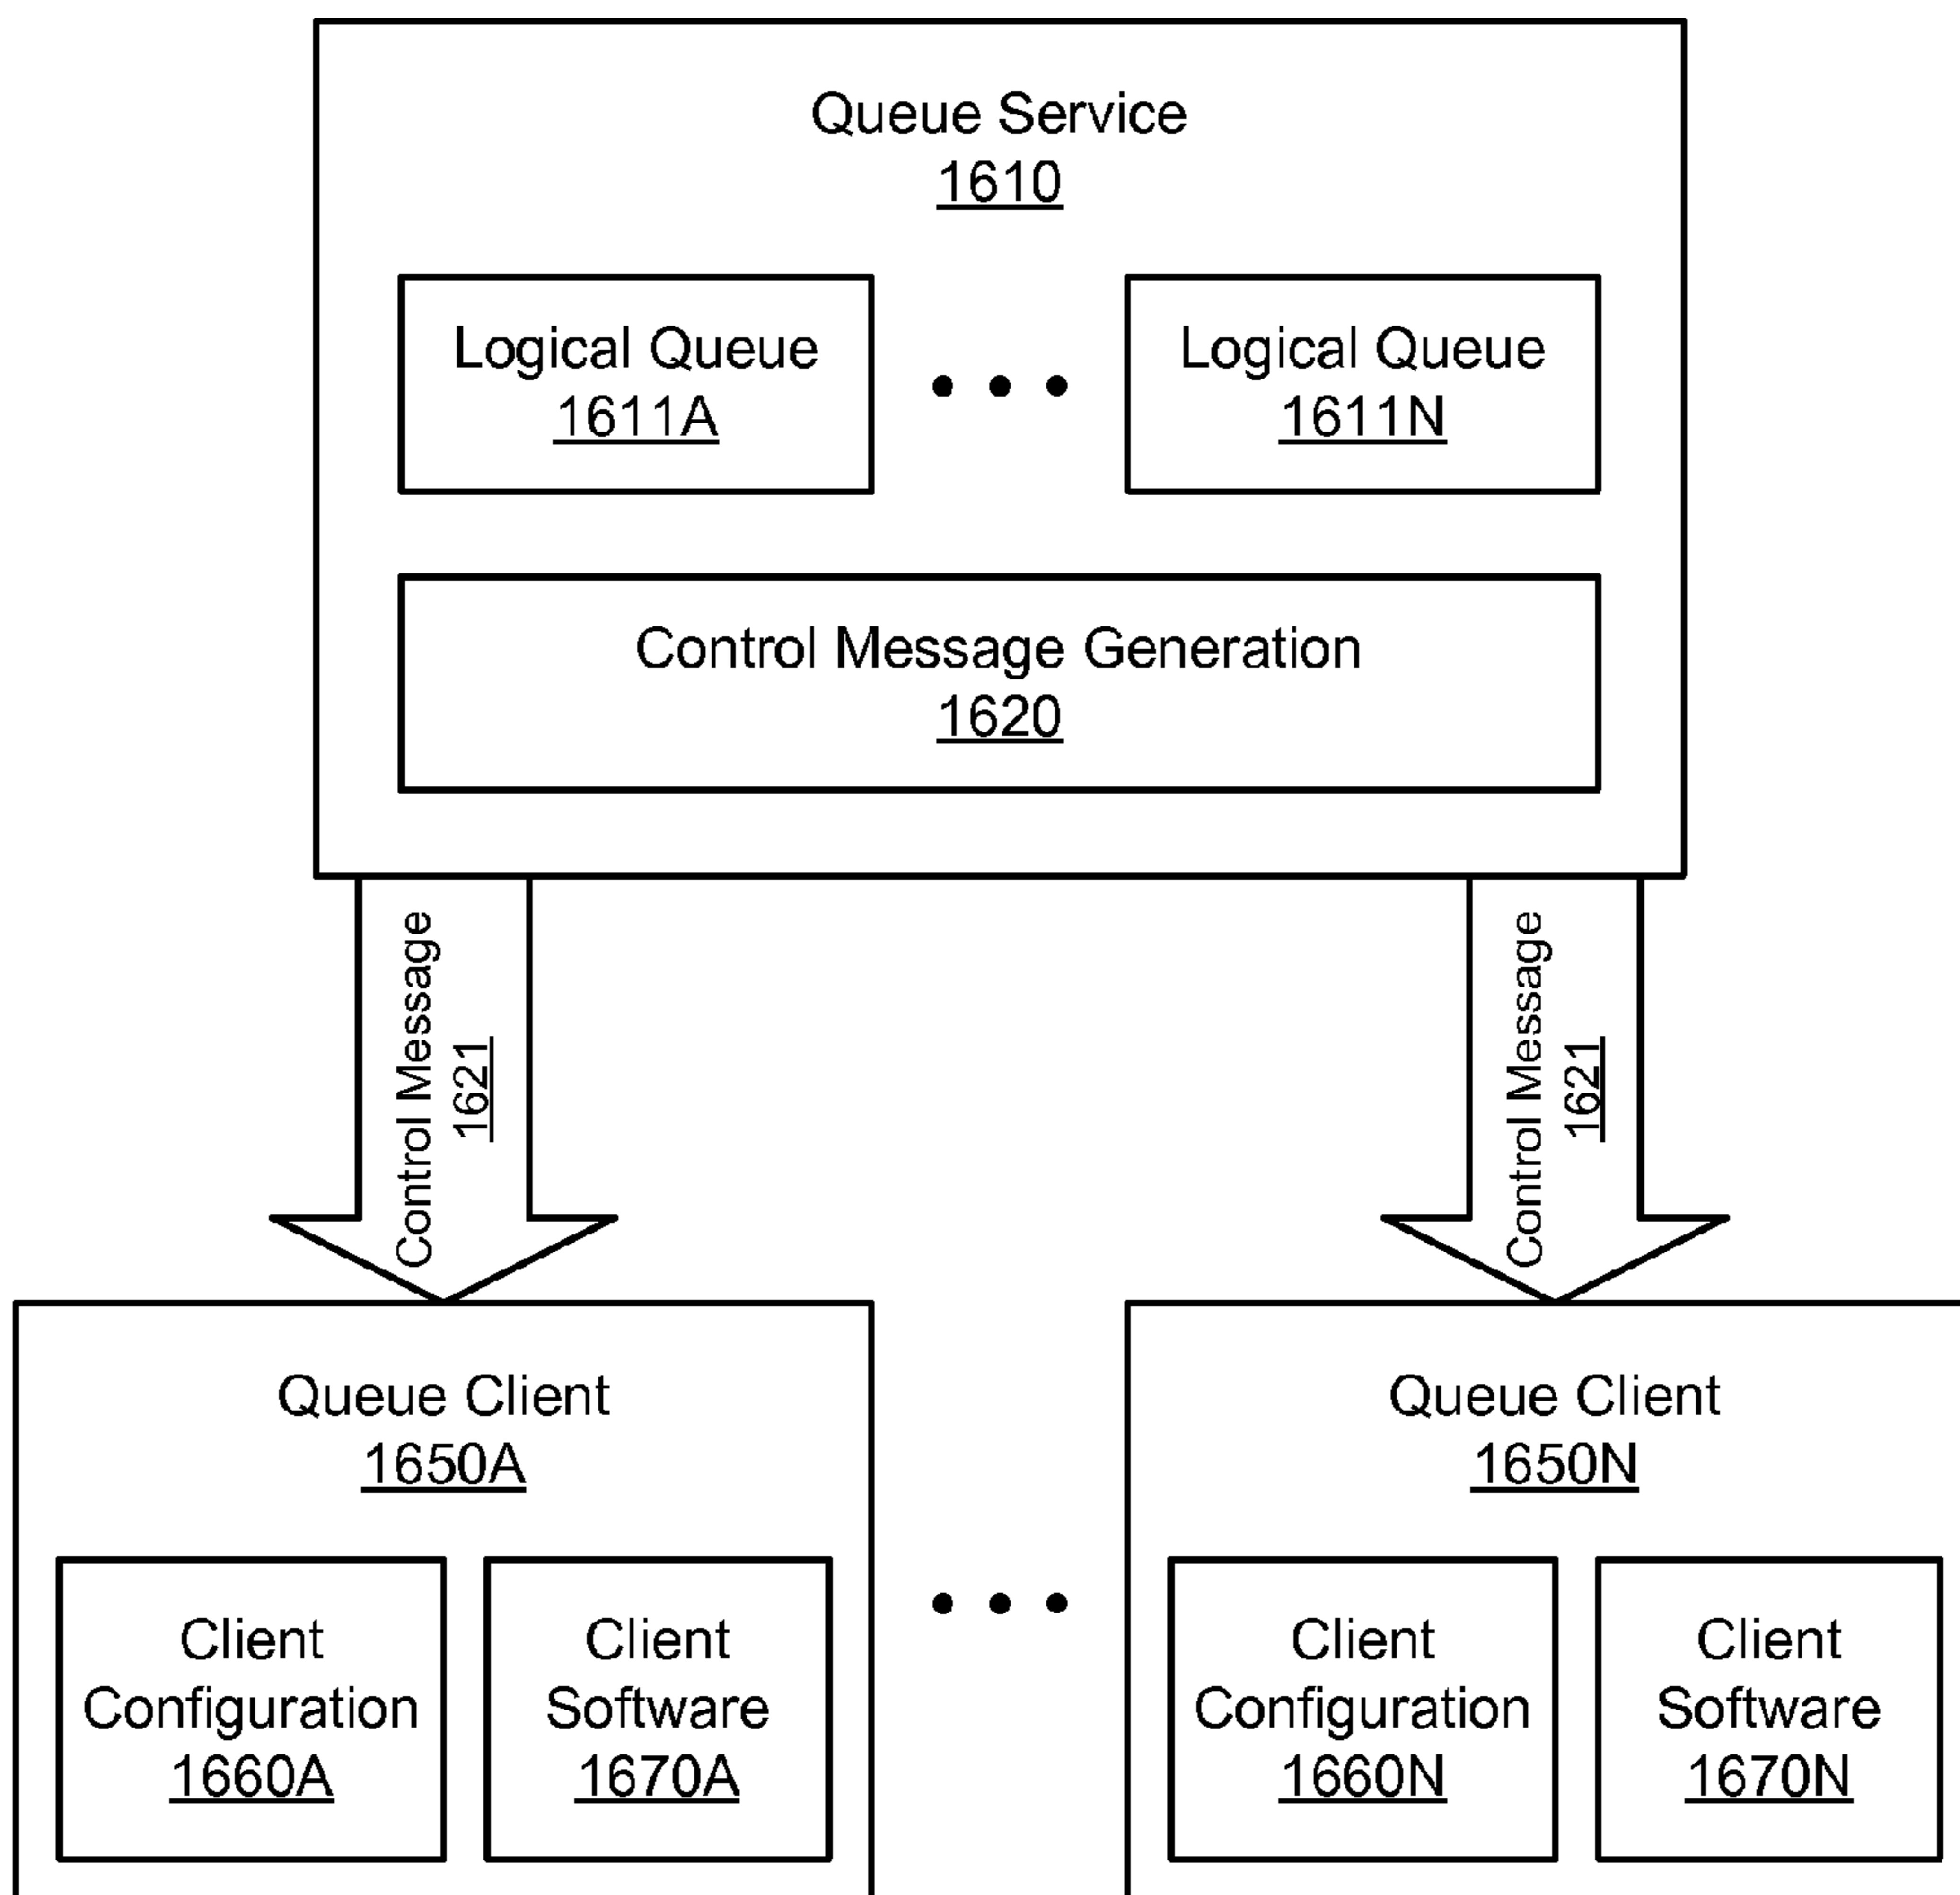 Queue Service
1610
Logical Queue
1611A
Logical Queue
1611N
Control Message Generation
1620
Control Message
1621
Control Message
1621
Queue Client
1650A
Client
Configuration
1660A
Client
Software
1670A
Queue Client
1650N
Client
Configuration
1660N
Client
Software
1670N